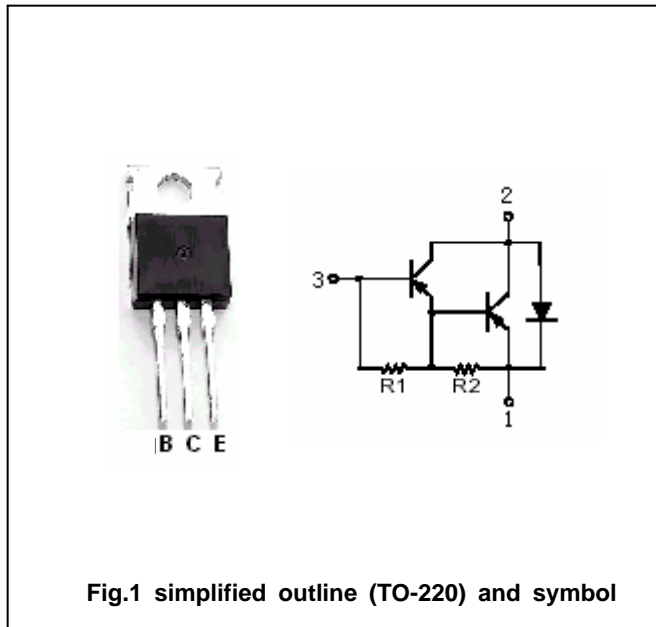 B C E
2
3
R1 R2
1
Fig.1 simplified outline (TO-220) and symbol